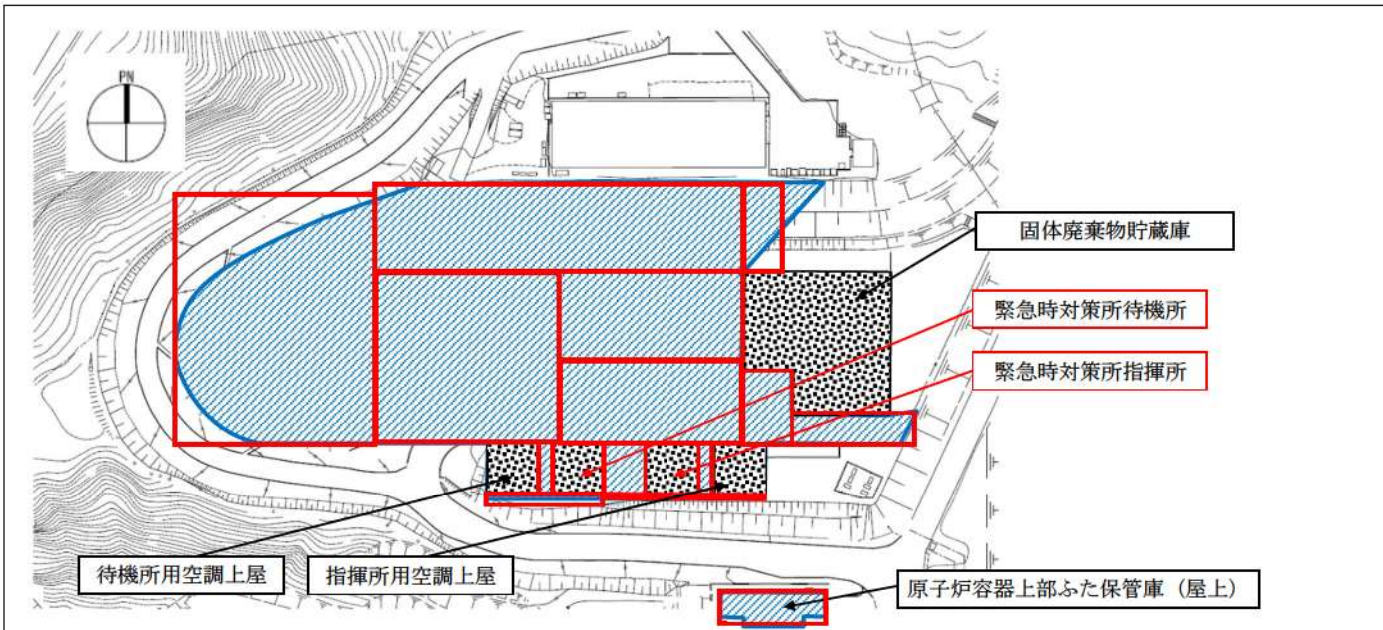 PN
固体廃棄物貯蔵庫
緊急時対策所待機所
緊急時対策所指揮所
待機所用空調上屋
指揮所用空調上屋
原子炉容器上部ふた保管庫（屋上）